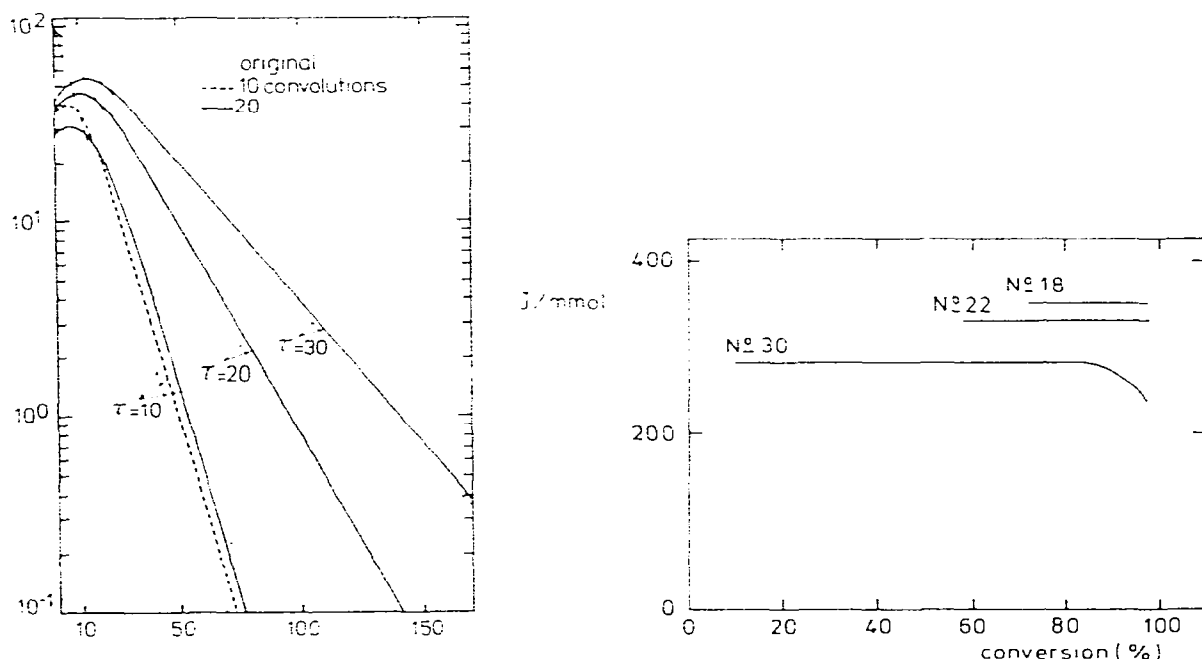 10²
original
---- 10 convolutions
—20
10¹
10⁰
10⁻¹
τ=10
τ=20
τ=30
10
50
100
150
J/mmol
400
200
0
Nº 18
Nº 22
Nº 30
0
20
40
60
80
100
conversion (%)